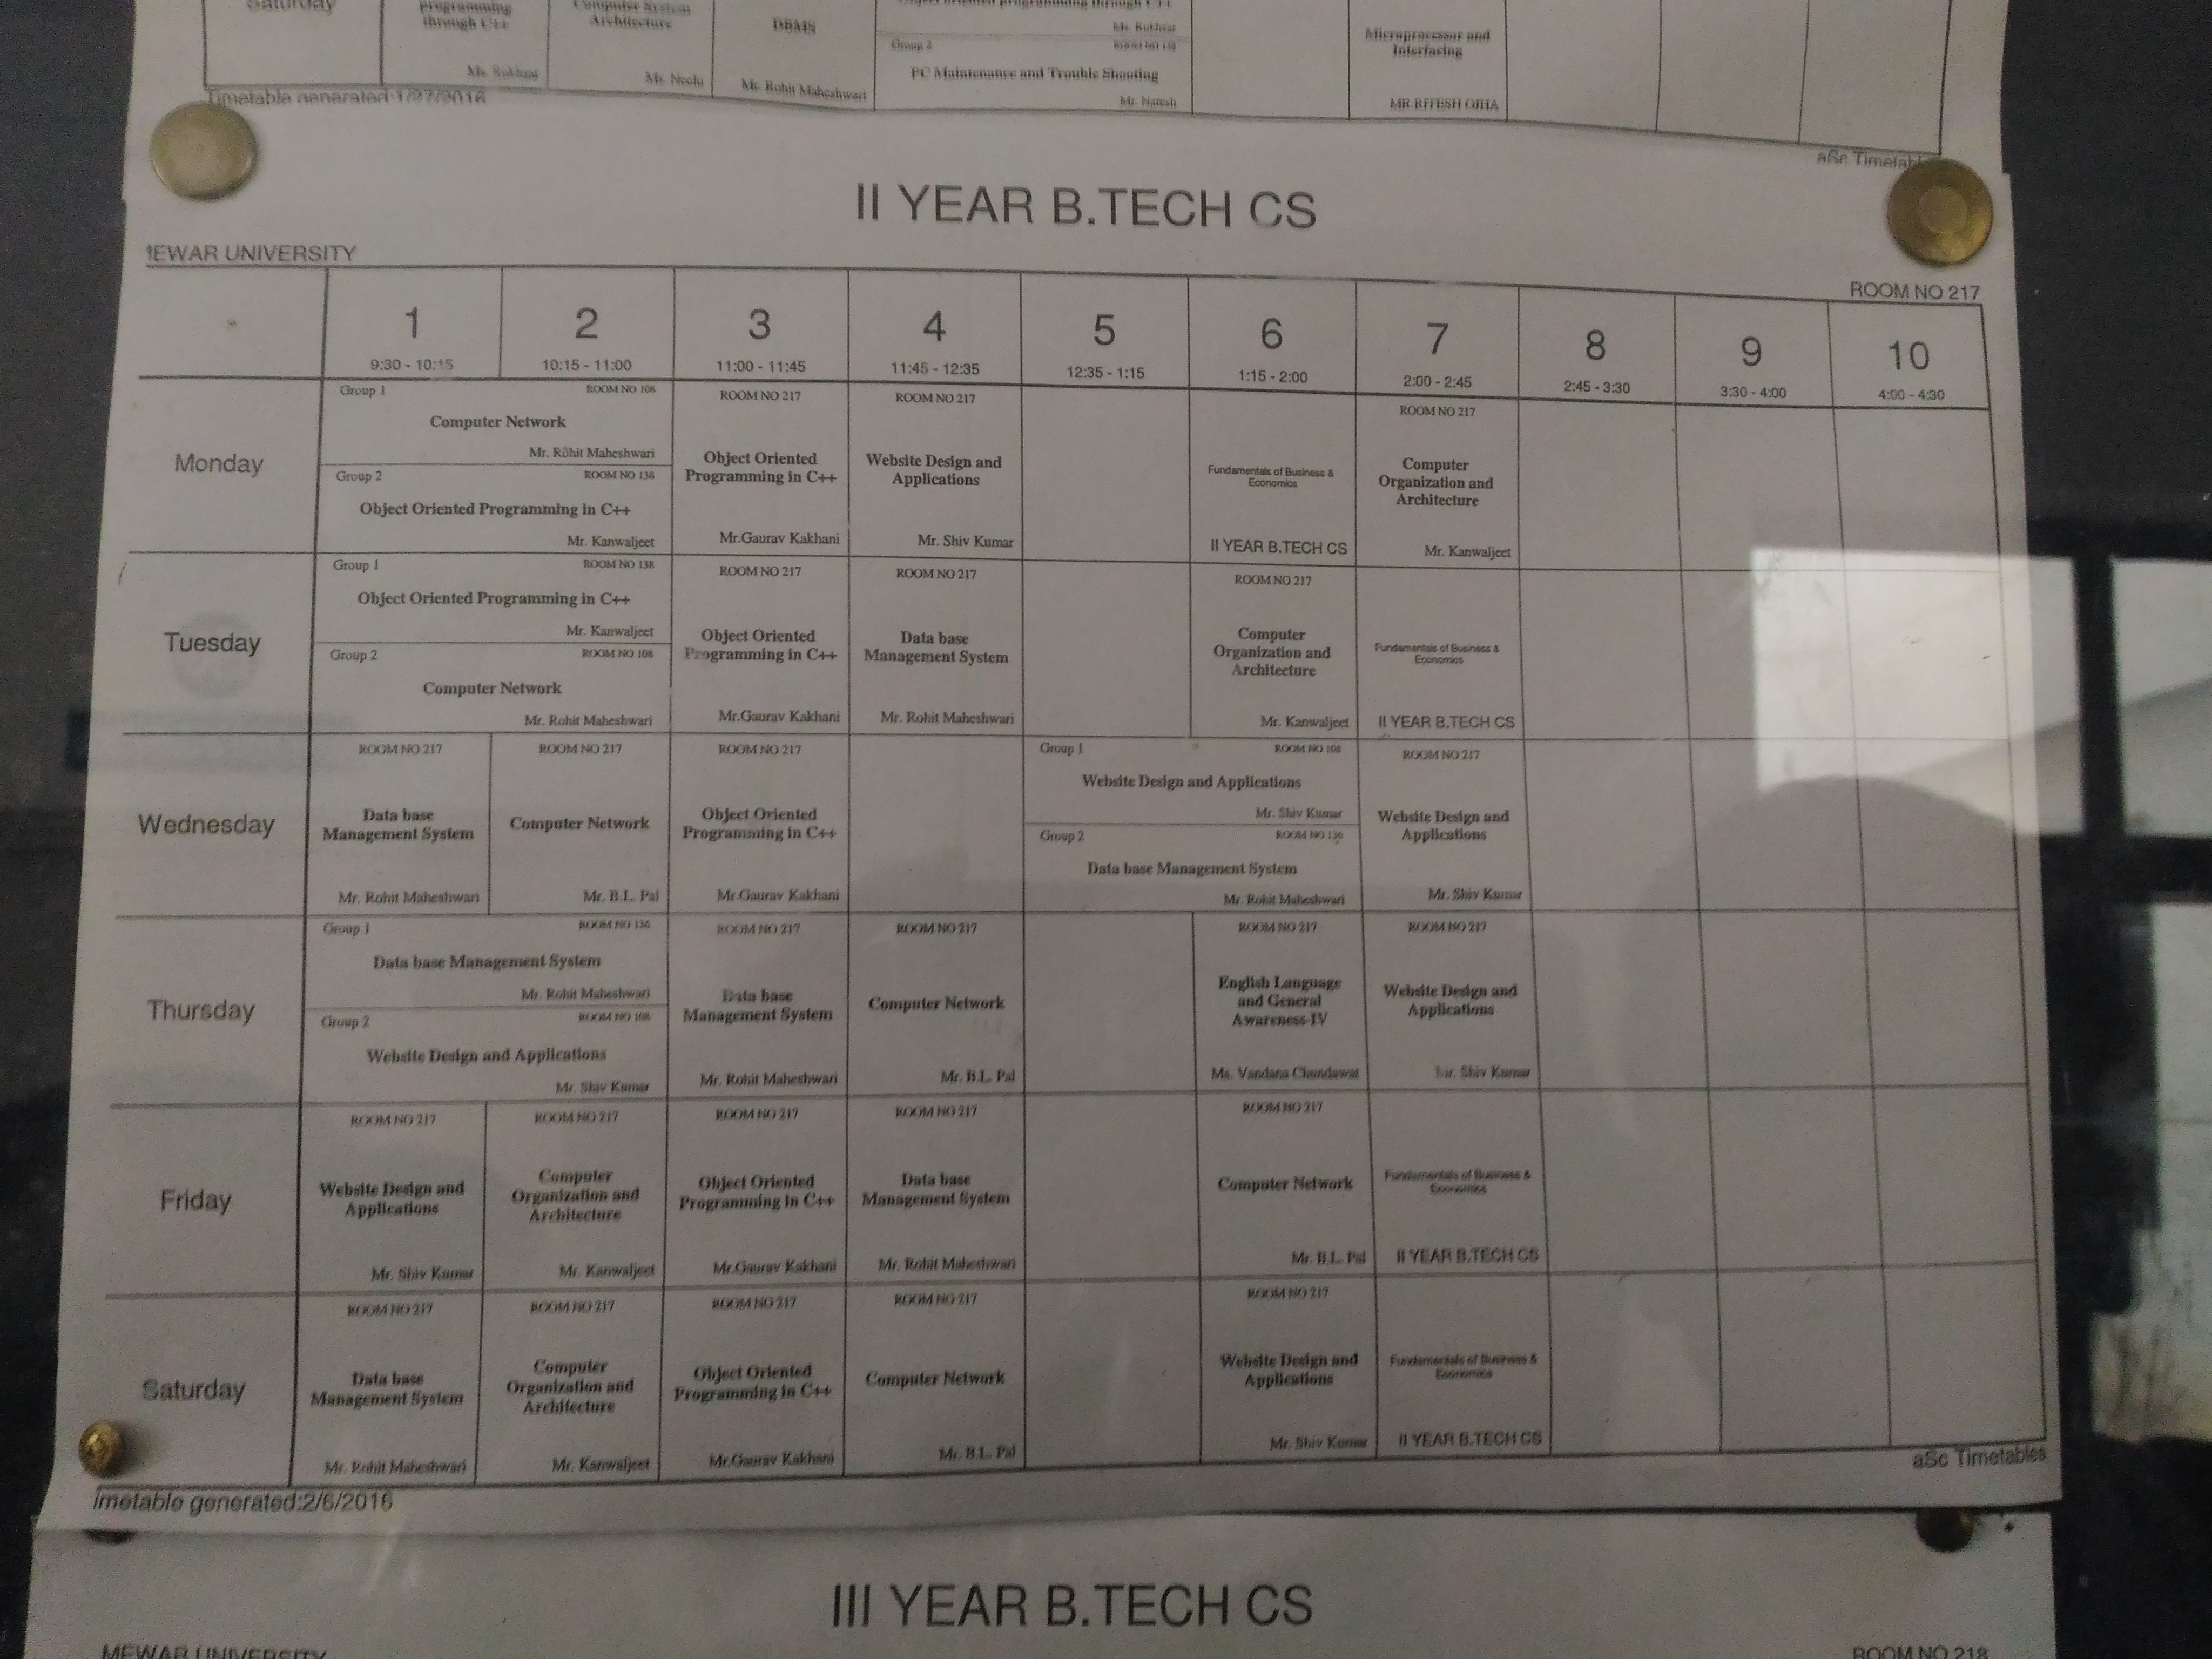 Saturday
programming
through C++
Ms. Rukhsar
Computer System
Architecture
Ms. Neelu
DBMS
Mr. Rohit Maheshwari
Object oriented programming through C++
Ms. Rukhsar
Group 2 ROOM NO 138
PC Maintenance and Trouble Shooting
Mr. Naresh
Microprocessor and
Interfacing
MR RITESH OJHA
Timetable generated 1/27/2016
aSc Timetab
II YEAR B.TECH CS
EWAR UNIVERSITY
ROOM NO 217
1 2 3 4 5 6 7 8 9 10
9:30 - 10:15 10:15 - 11:00 11:00 - 11:45 11:45 - 12:35 12:35 - 1:15 1:15 - 2:00 2:00 - 2:45 2:45 - 3:30 3:30 - 4:00 4:00 - 4:30
Monday
Group 1 ROOM NO 108
Computer Network
Mr. Rohit Maheshwari
Group 2 ROOM NO 138
Object Oriented Programming in C++
Mr. Kanwaljeet
ROOM NO 217
Object Oriented
Programming in C++
Mr.Gaurav Kakhani
ROOM NO 217
Website Design and
Applications
Mr. Shiv Kumar
Fundamentals of Business &
Economics
II YEAR B.TECH CS
ROOM NO 217
Computer
Organization and
Architecture
Mr. Kanwaljeet
Tuesday
Group 1 ROOM NO 138
Object Oriented Programming in C++
Mr. Kanwaljeet
Group 2 ROOM NO 108
Computer Network
Mr. Rohit Maheshwari
ROOM NO 217
Object Oriented
Programming in C++
Mr.Gaurav Kakhani
ROOM NO 217
Data base
Management System
Mr. Rohit Maheshwari
ROOM NO 217
Computer
Organization and
Architecture
Mr. Kanwaljeet
Fundamentals of Business &
Economics
II YEAR B.TECH CS
Wednesday
ROOM NO 217
Data base
Management System
Mr. Rohit Maheshwari
ROOM NO 217
Computer Network
Mr. B.L. Pal
ROOM NO 217
Object Oriented
Programming in C++
Mr.Gaurav Kakhani
Group 1 ROOM NO 108
Website Design and Applications
Mr. Shiv Kumar
Group 2 ROOM NO
Data base Management System
Mr. Rohit Maheshwari
ROOM NO 217
Website Design and
Applications
Mr. Shiv Kumar
Thursday
Group 1 ROOM NO 136
Data base Management System
Mr. Rohit Maheshwari
Group 2 ROOM NO 108
Website Design and Applications
Mr. Shiv Kumar
ROOM NO 217
Data base
Management System
Mr. Rohit Maheshwari
ROOM NO 217
Computer Network
Mr. B.L. Pal
ROOM NO 217
English Language
and General
Awareness-IV
Ms. Vandana Chundawat
ROOM NO 217
Website Design and
Applications
Mr. Shiv Kumar
Friday
ROOM NO 217
Website Design and
Applications
Mr. Shiv Kumar
ROOM NO 217
Computer
Organization and
Architecture
Mr. Kanwaljeet
ROOM NO 217
Object Oriented
Programming in C++
Mr.Gaurav Kakhani
ROOM NO 217
Data base
Management System
Mr. Rohit Maheshwari
ROOM NO 217
Computer Network
Mr. B.L. Pal
Fundamentals of Business &
Economics
II YEAR B.TECH CS
Saturday
ROOM NO 217
Data base
Management System
Mr. Rohit Maheshwari
ROOM NO 217
Computer
Organization and
Architecture
Mr. Kanwaljeet
ROOM NO 217
Object Oriented
Programming in C++
Mr.Gaurav Kakhani
ROOM NO 217
Computer Network
Mr. B.L. Pal
ROOM NO 217
Website Design and
Applications
Mr. Shiv Kumar
Fundamentals of Business &
Economics
II YEAR B.TECH CS
imetable generated:2/6/2016
aSc Timetables
III YEAR B.TECH CS
MEWAR UNIVERSITY
ROOM NO 218